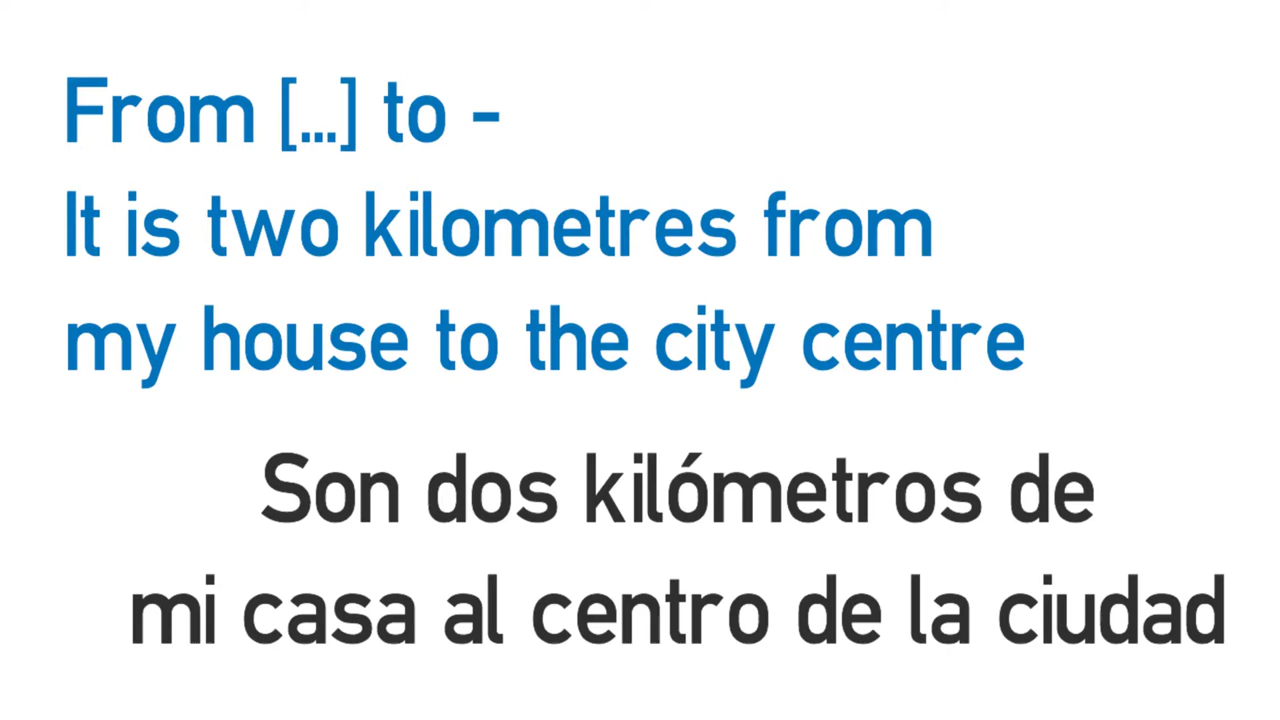 From [...] to -
It is two kilometres from
my house to the city centre
Son dos kilómetros de
mi casa al centro de la ciudad